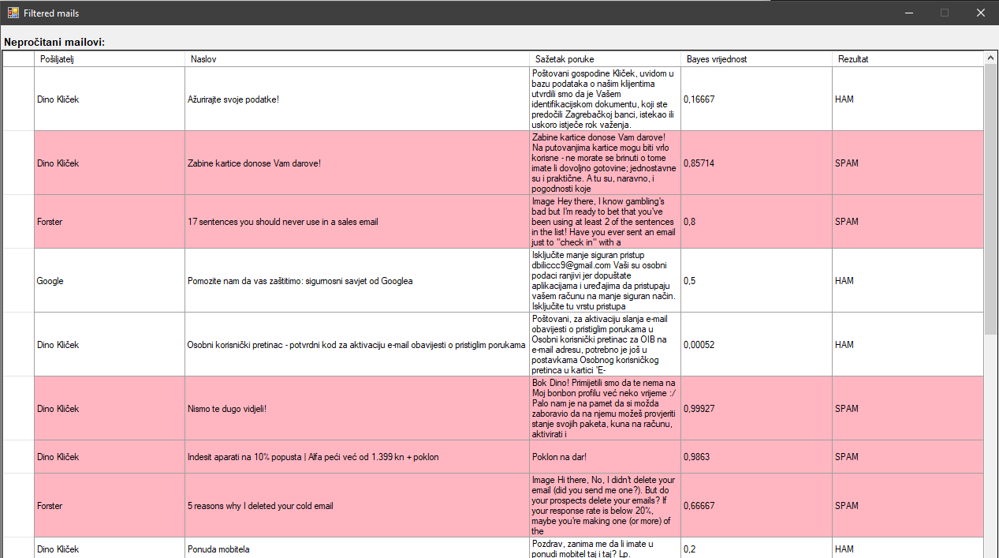 Filtered mails
Nepročitani mailovi:
Pošiljatelj Naslov Sažetak poruke Bayes vrijednost Rezultat
Dino Kliček
Ažurirajte svoje podatke!
Poštovani gospodine Kliček, uvidom u
bazu podataka o našim klijentima
utvrdili smo da je Vašem
identifikacijskom dokumentu, koji ste
predočili Zagrebačkoj banci, istekao ili
uskoro istječe rok važenja.
0,16667
HAM
Dino Kliček
Zabine kartice donose Vam darove!
Zabine kartice donose Vam darove!
Na putovanjima kartice mogu biti vrlo
korisne - ne morate se brinuti o tome
imate li dovoljno gotovine; jednostavne
su i praktične. A tu su, naravno, i
pogodnosti koje
0,85714
SPAM
Forster
17 sentences you should never use in a sales email
Image Hey there, I know gambling's
bad but I'm ready to bet that you've
been using at least 2 of the sentences
in the list! Have you ever sent an email
just to "check in" with a
0,8
SPAM
Google
Pomozite nam da vas zaštitimo: sigurnosni savjet od Googlea
Isključite manje siguran pristup
dbiliccc9@gmail.com Vaši su osobni
podaci ranjivi jer dopuštate
aplikacijama i uređajima da pristupaju
vašem računu na manje siguran način.
Isključite tu vrstu pristupa
0,5
HAM
Dino Kliček
Osobni korisnički pretinac - potvrdni kod za aktivaciju e-mail obavijesti o pristiglim porukama
Poštovani, za aktivaciju slanja e-mail
obavijesti o pristiglim porukama u
Osobni korisnički pretinac za OIB na
e-mail adresu, potrebno je još u
postavkama Osobnog korisničkog
pretinca u kartici 'E-
0,00052
HAM
Dino Kliček
Nismo te dugo vidjeli!
Bok Dino! Primijetili smo da te nema na
Moj bonbon profilu već neko vrijeme :/
Palo nam je na pamet da si možda
zaboravio da na njemu možeš provjeriti
stanje svojih paketa, kuna na računu,
aktivirati i
0,99927
SPAM
Dino Kliček
Indesit aparati na 10% popusta | Alfa peći već od 1.399 kn + poklon
Poklon na dar!
0,9863
SPAM
Forster
5 reasons why I deleted your cold email
Image Hi there, No, I didn't delete your
email (did you send me one?). But do
your prospects delete your emails? If
your response rate is below 20%,
maybe you're making one (or more) of
the
0,66667
SPAM
Dino Kliček
Ponuda mobitela
Pozdrav, zanima me da li imate u
ponudi mobitel taj i taj? Lp.
0,2
HAM